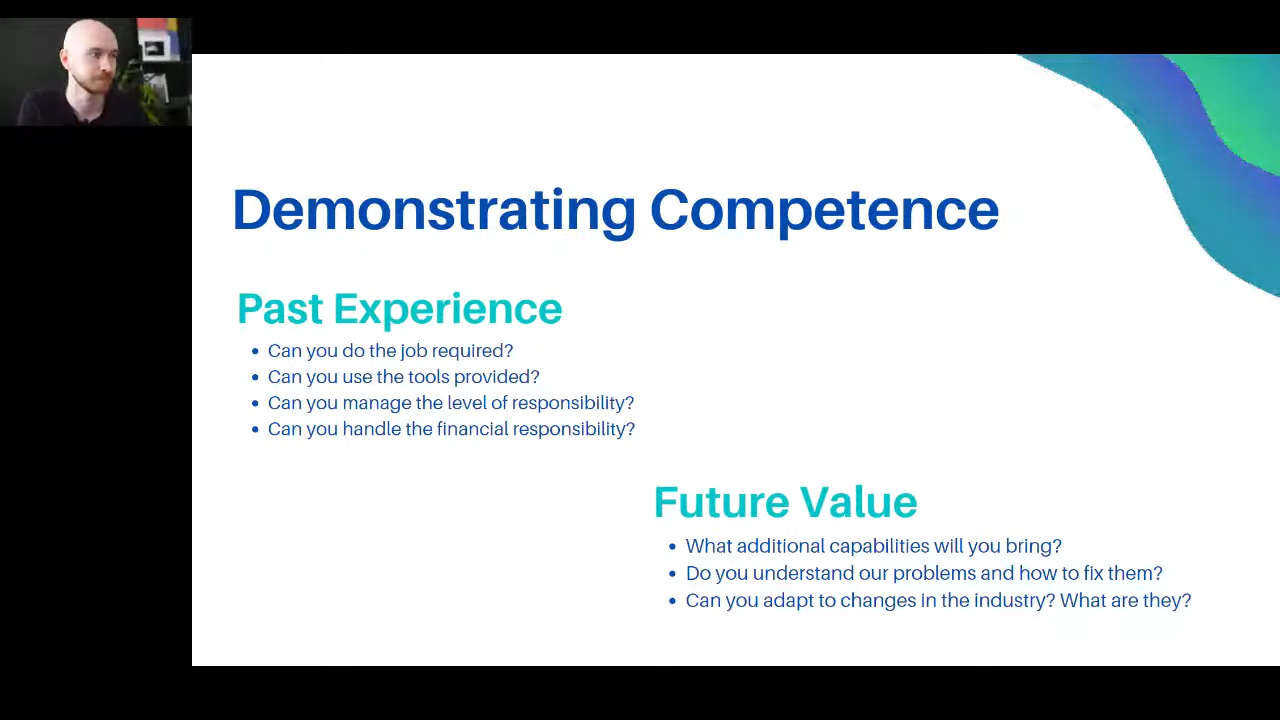 Demonstrating Competence
Past Experience
• Can you do the job required?
• Can you use the tools provided?
• Can you manage the level of responsibility?
• Can you handle the financial responsibility?
Future Value
• What additional capabilities will you bring?
• Do you understand our problems and how to fix them?
• Can you adapt to changes in the industry? What are they?